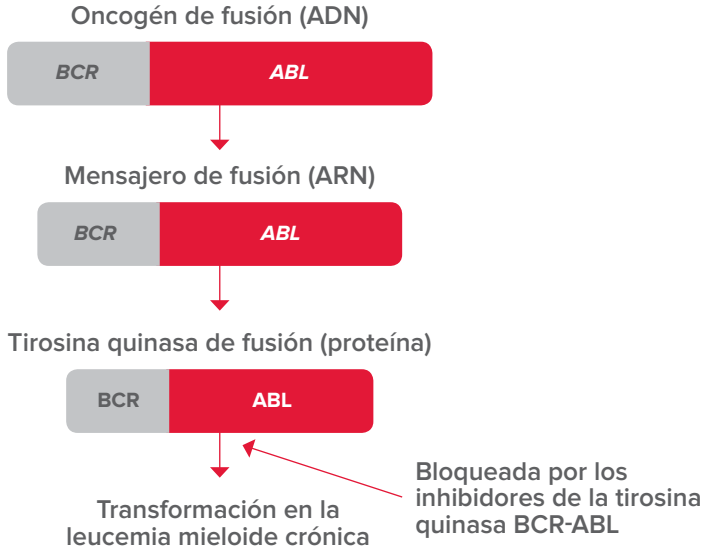 Oncogén de fusión (ADN)
BCR ABL
Mensajero de fusión (ARN)
BCR ABL
Tirosina quinasa de fusión (proteína)
BCR ABL
Transformación en la
leucemia mieloide crónica
Bloqueada por los
inhibidores de la tirosina
quinasa BCR-ABL